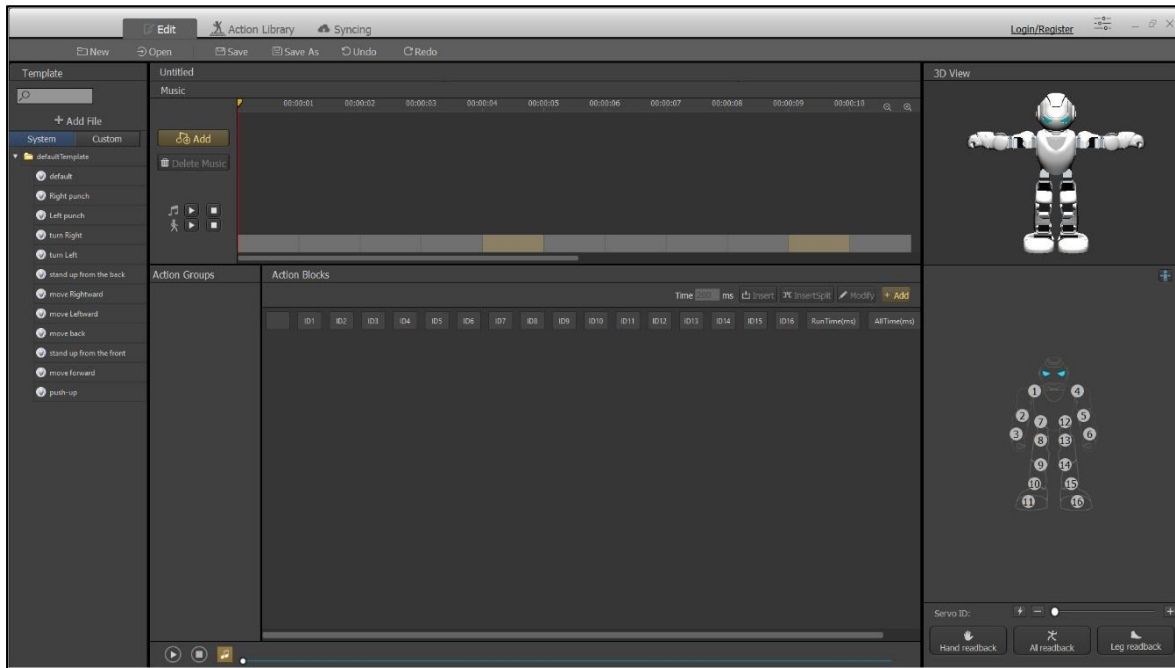 Edit Action Library Syncing Login/Register
New Open Save Save As Undo Redo
Template
Add File
System Custom
defaultTemplate
default
Right punch
Left punch
turn Right
turn Left
stand up from the back
move Rightward
move Leftward
move back
stand up from the front
move forward
push-up
Untitled
Music
00:00:01 00:00:02 00:00:03 00:00:04 00:00:05 00:00:06 00:00:07 00:00:08 00:00:09 00:00:10
Add
Delete Music
Action Groups
Action Blocks
Time ms Insert InsertSplit Modify + Add
ID1 ID2 ID3 ID4 ID5 ID6 ID7 ID8 ID9 ID10 ID11 ID12 ID13 ID14 ID15 ID16 RunTime(ms) AllTime(ms)
3D View
1 4
2 5
7 12
3 6
8 13
9 14
10 15
11 16
Servo ID:
Hand readback All readback Leg readback